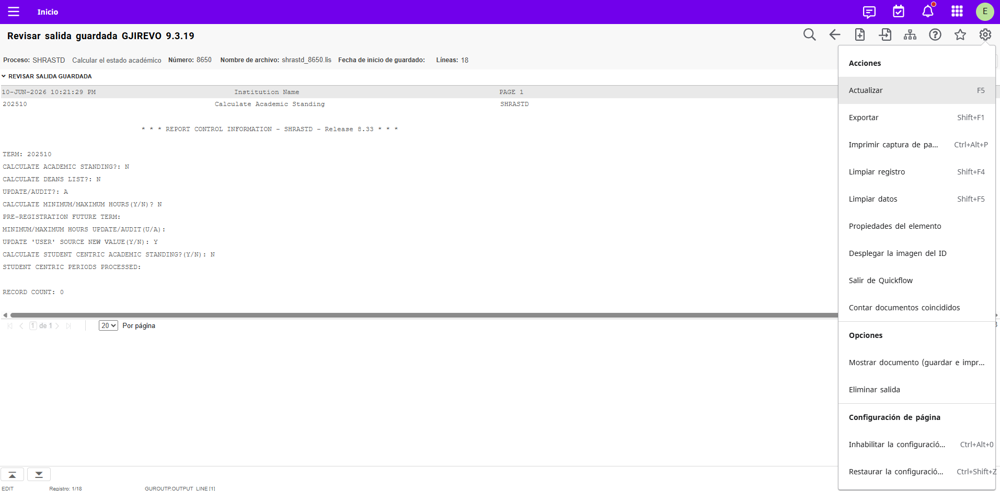 Inicio
E
Revisar salida guardada GJIREVO 9.3.19
Proceso: SHRASTD Calcular el estado académico Número: 8650 Nombre de archivo: shrastd_8650.lis Fecha de inicio de guardado: Líneas: 18
REVISAR SALIDA GUARDADA
10-JUN-2026 10:21:29 PM Institution Name PAGE 1
202510 Calculate Academic Standing SHRASTD
* * * REPORT CONTROL INFORMATION - SHRASTD - Release 8.33 * * *
TERM: 202510
CALCULATE ACADEMIC STANDING?: N
CALCULATE DEANS LIST?: N
UPDATE/AUDIT?: A
CALCULATE MINIMUM/MAXIMUM HOURS(Y/N)? N
PRE-REGISTRATION FUTURE TERM:
MINIMUM/MAXIMUM HOURS UPDATE/AUDIT(U/A):
UPDATE 'USER' SOURCE NEW VALUE(Y/N): Y
CALCULATE STUDENT CENTRIC ACADEMIC STANDING?(Y/N): N
STUDENT CENTRIC PERIODS PROCESSED:
RECORD COUNT: 0
1 de 1 20 Por página
Acciones
Actualizar F5
Exportar Shift+F1
Imprimir captura de pa... Ctrl+Alt+P
Limpiar registro Shift+F4
Limpiar datos Shift+F5
Propiedades del elemento
Desplegar la imagen del ID
Salir de Quickflow
Contar documentos coincididos
Opciones
Mostrar documento (guardar e impr...
Eliminar salida
Configuración de página
Inhabilitar la configuració... Ctrl+Alt+0
Restaurar la configuració... Ctrl+Shift+Z
EDIT Registro: 1/18 GUROUTP.OUTPUT_LINE [1]